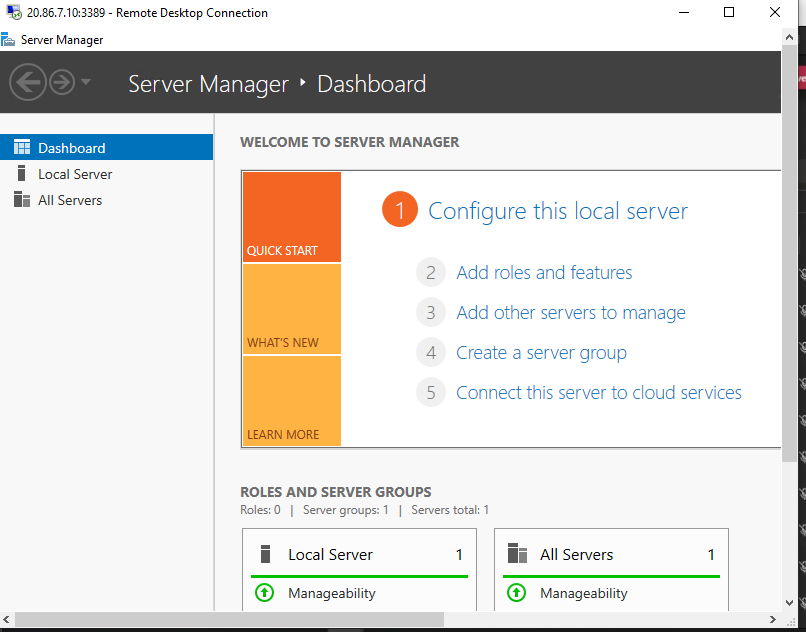 20.86.7.10:3389 - Remote Desktop Connection
Server Manager
Server Manager ‣ Dashboard
Dashboard
Local Server
All Servers
WELCOME TO SERVER MANAGER
QUICK START
WHAT'S NEW
LEARN MORE
1 Configure this local server
2 Add roles and features
3 Add other servers to manage
4 Create a server group
5 Connect this server to cloud services
ROLES AND SERVER GROUPS
Roles: 0 | Server groups: 1 | Servers total: 1
Local Server 1
Manageability
All Servers 1
Manageability